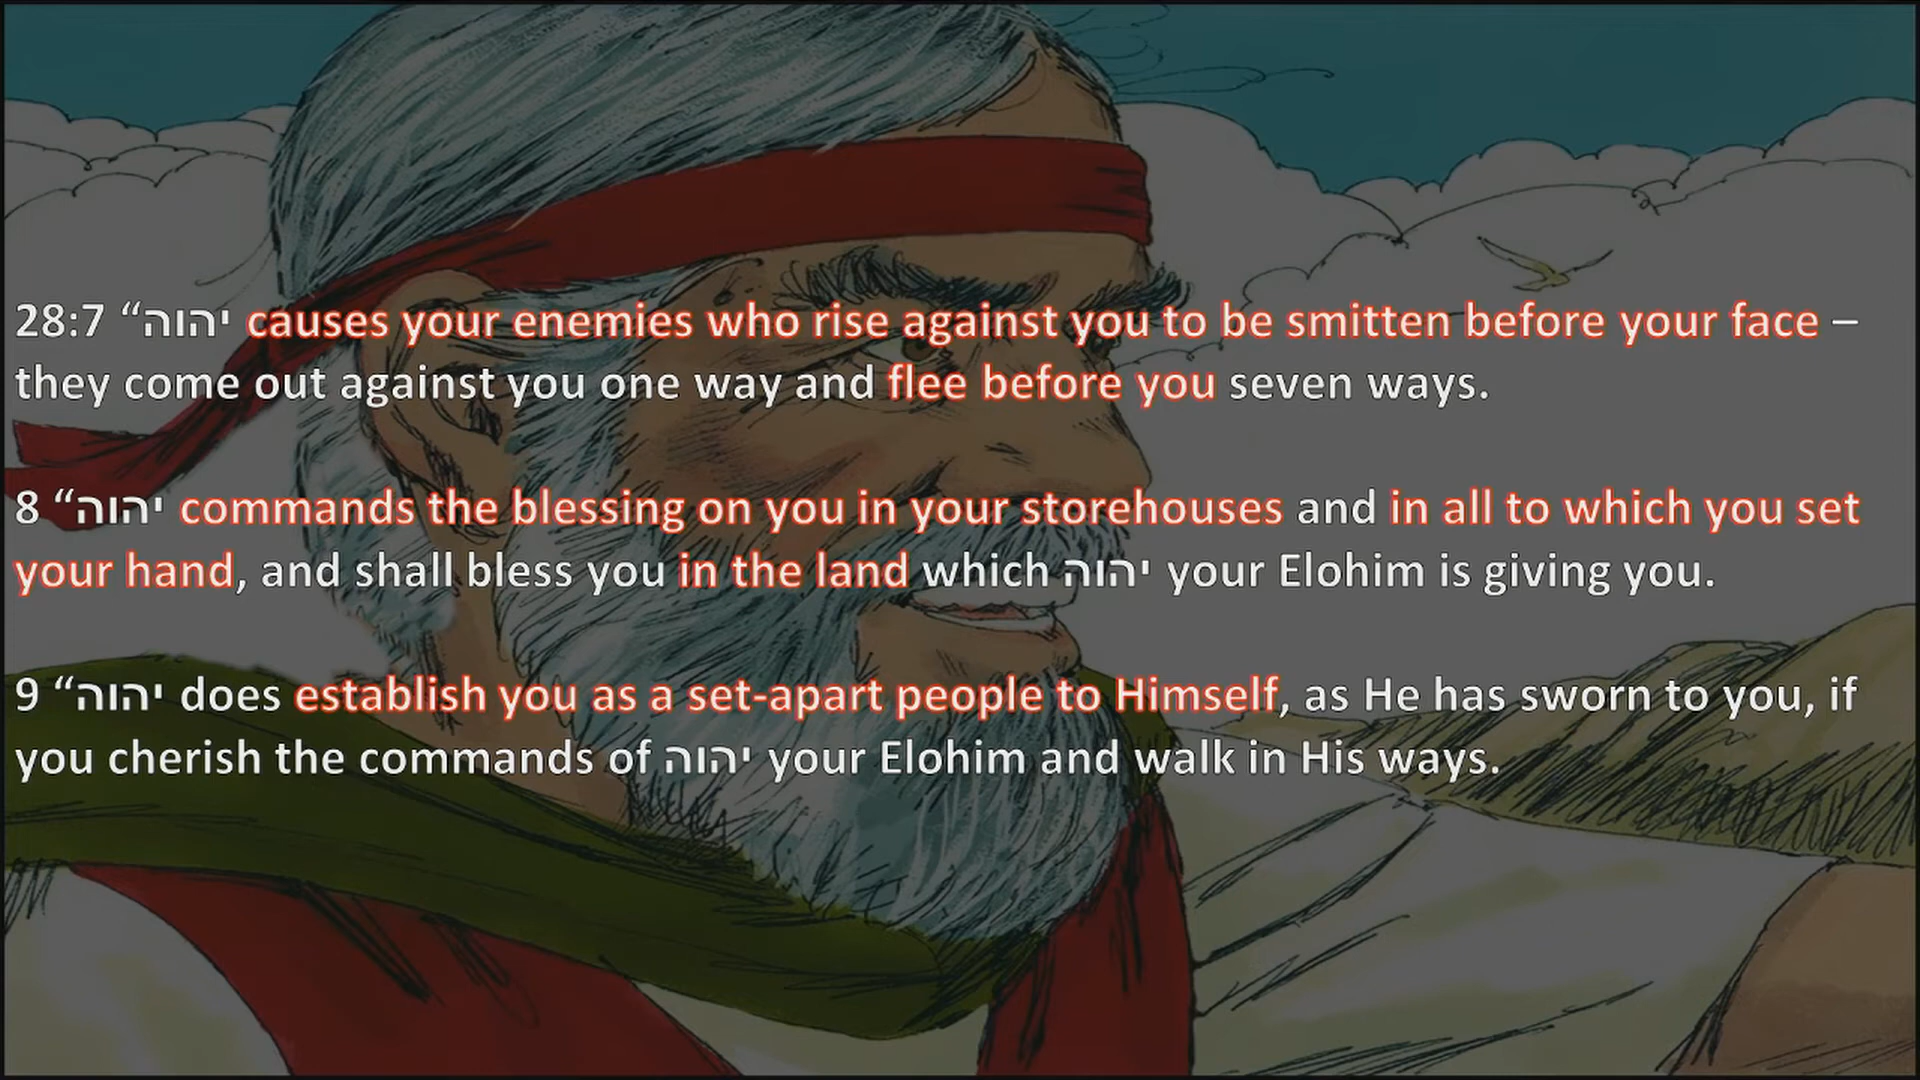 28:7 “יהוה causes your enemies who rise against you to be smitten before your face –
they come out against you one way and flee before you seven ways.
8 “יהוה commands the blessing on you in your storehouses and in all to which you set
your hand, and shall bless you in the land which יהוה your Elohim is giving you.
9 “יהוה does establish you as a set-apart people to Himself, as He has sworn to you, if
you cherish the commands of יהוה your Elohim and walk in His ways.